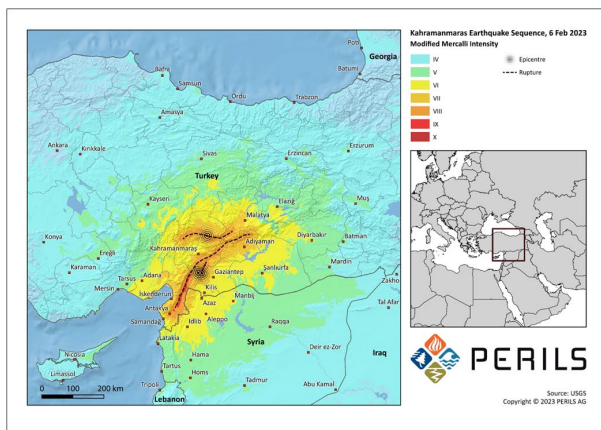 Kahramanmaras Earthquake Sequence, 6 Feb 2023
Modified Mercalli Intensity
IV
V
VI
VII
VIII
IX
X
Epicentre
Rupture
Poti
Georgia
Bafra
Batumi
Samsun
Ordu
Trabzon
Amasya
Ankara
Kırıkkale
Sivas
Erzincan
Erzurum
Turkey
Kayseri
Elazığ
Muş
Malatya
Konya
Diyarbakır
Batman
Kahramanmaraş
Adıyaman
Ereğli
Mardin
Karaman
Adana
Gaziantep
Şanlıurfa
Tarsus
Zakho
Mersin
İskenderun
Kilis
Manbij
Tal Afar
Antakya
Azaz
Samandağ
Idlib
Aleppo
Raqqa
Latakia
Syria
Deir ez-Zor
Nicosia
Hama
Iraq
Limassol
Tartus
Homs
Tadmur
Abu Kamal
Tripoli
Lebanon
0 100 200 km
PERILS
Source: USGS
Copyright © 2023 PERILS AG